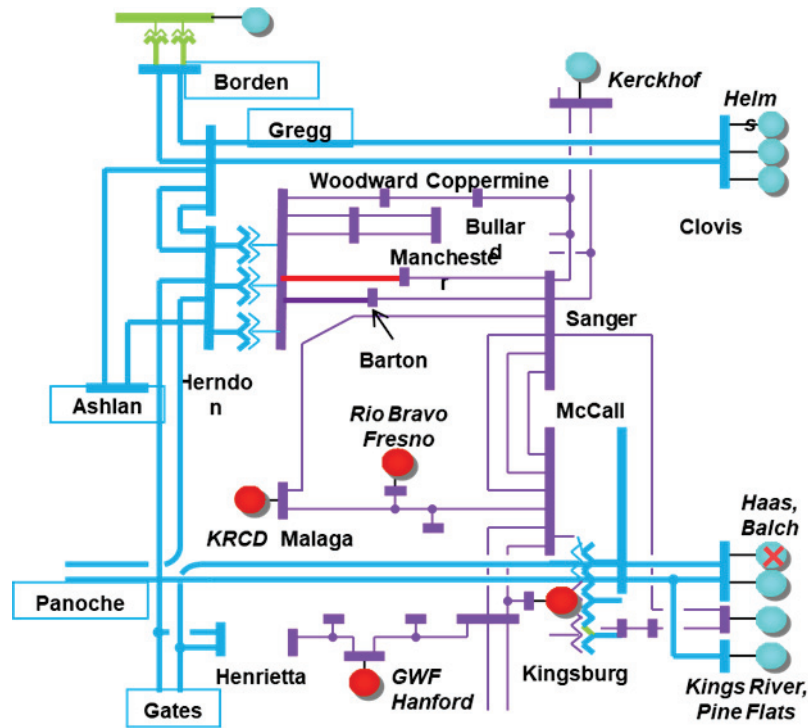 Borden
Kerckhof
Helm
s
Gregg
Woodward Coppermine
Bullar
d
Clovis
Mancheste
r
Sanger
Barton
Herndo
n
Ashlan
McCall
Rio Bravo
Fresno
Haas,
Balch
KRCD Malaga
Panoche
Henrietta
GWF
Hanford
Kingsburg
Kings River,
Pine Flats
Gates